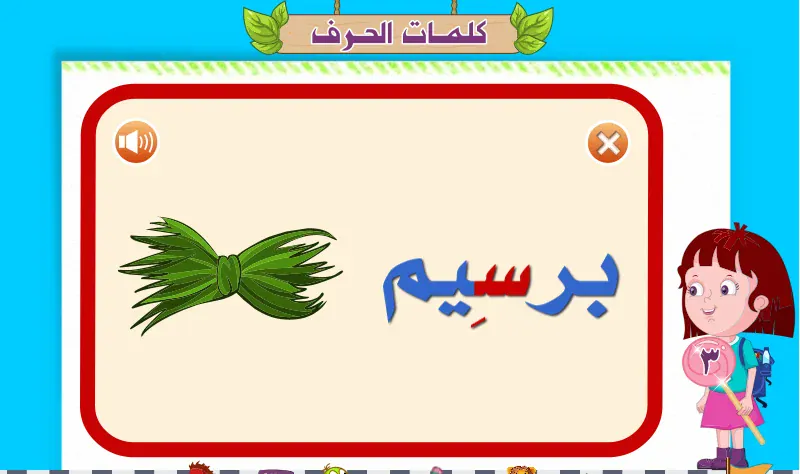 كلمات الحرف
برسِيم
٣